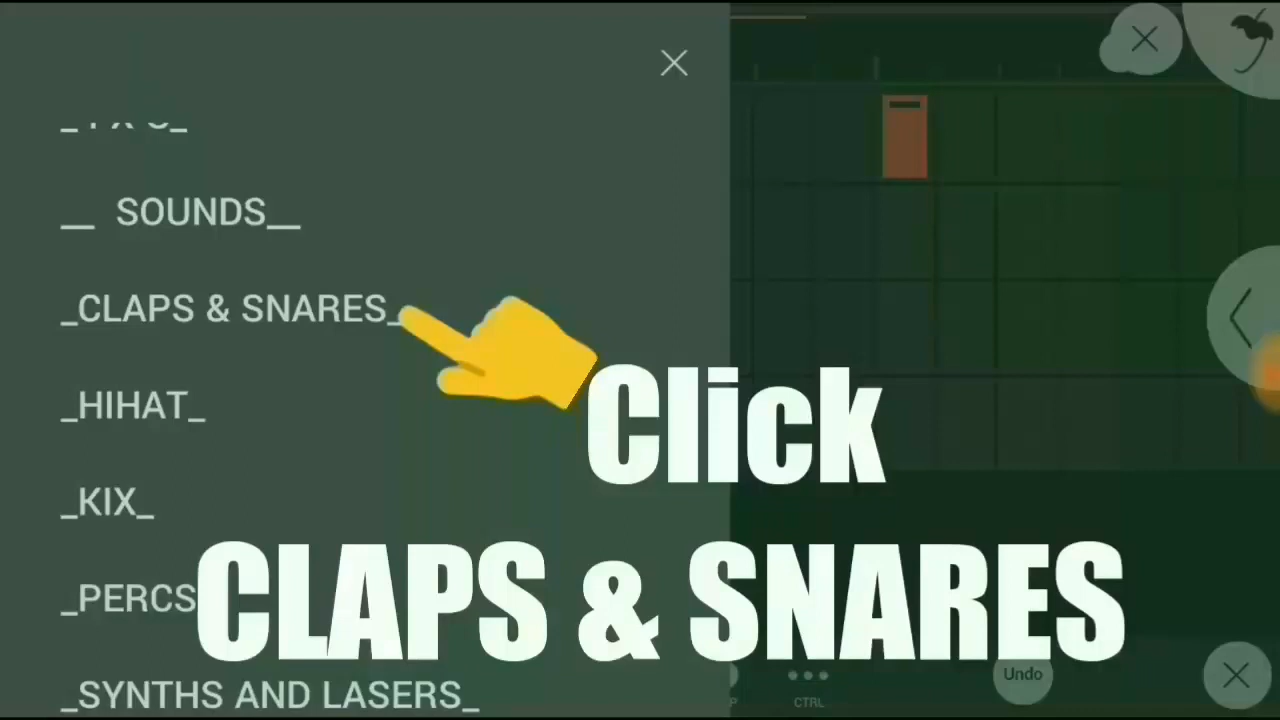 __ SOUNDS__
_CLAPS & SNARES_
_HIHAT_
_KIX_
_PERCS
_SYNTHS AND LASERS_
Click
CLAPS & SNARES
CTRL
Undo